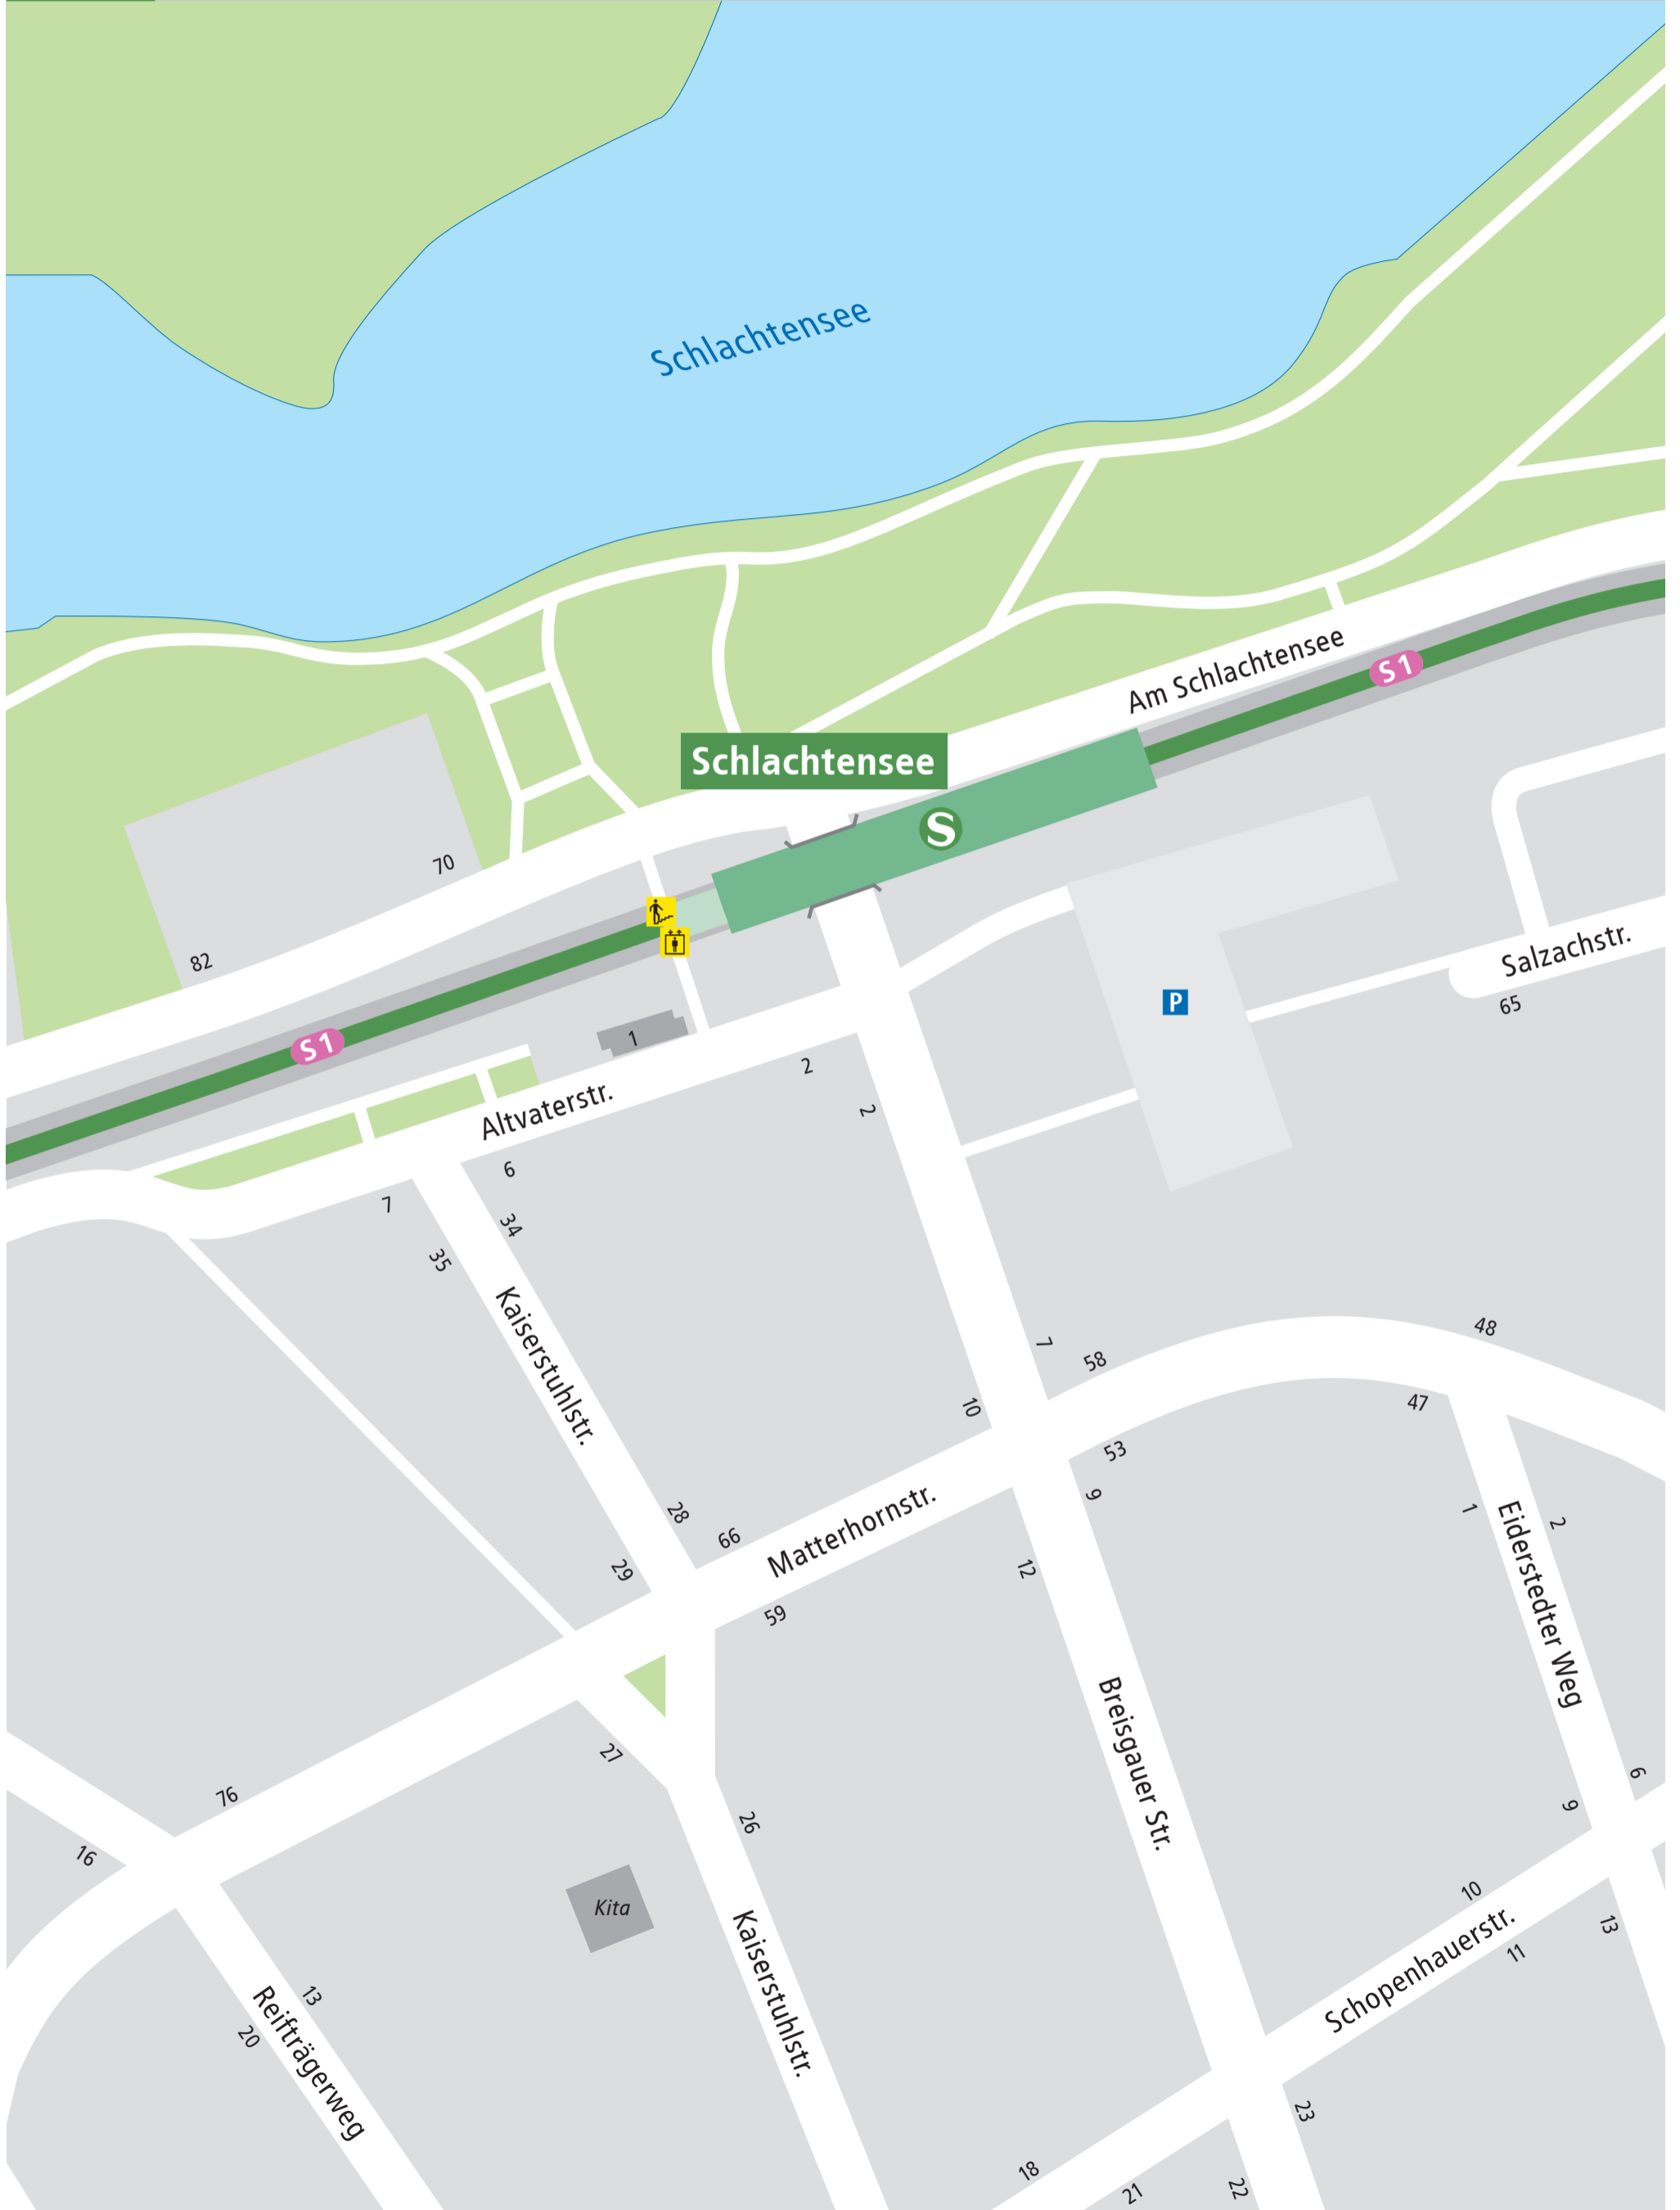 Schlachtensee
Am Schlachtensee
S1
Schlachtensee
S
70
82
Salzachstr.
65
P
S1
1
2
2
Altvaterstr.
6
7
34
35
Kaiserstuhlstr.
7
58
48
47
10
53
9
28
66
Matterhornstr.
29
59
12
1
2
Eiderstedter Weg
Breisgauer Str.
27
76
26
6
9
16
Kita
10
13
Schopenhauerstr.
11
Kaiserstuhlstr.
13
20
Reifträgerweg
23
18
21
22